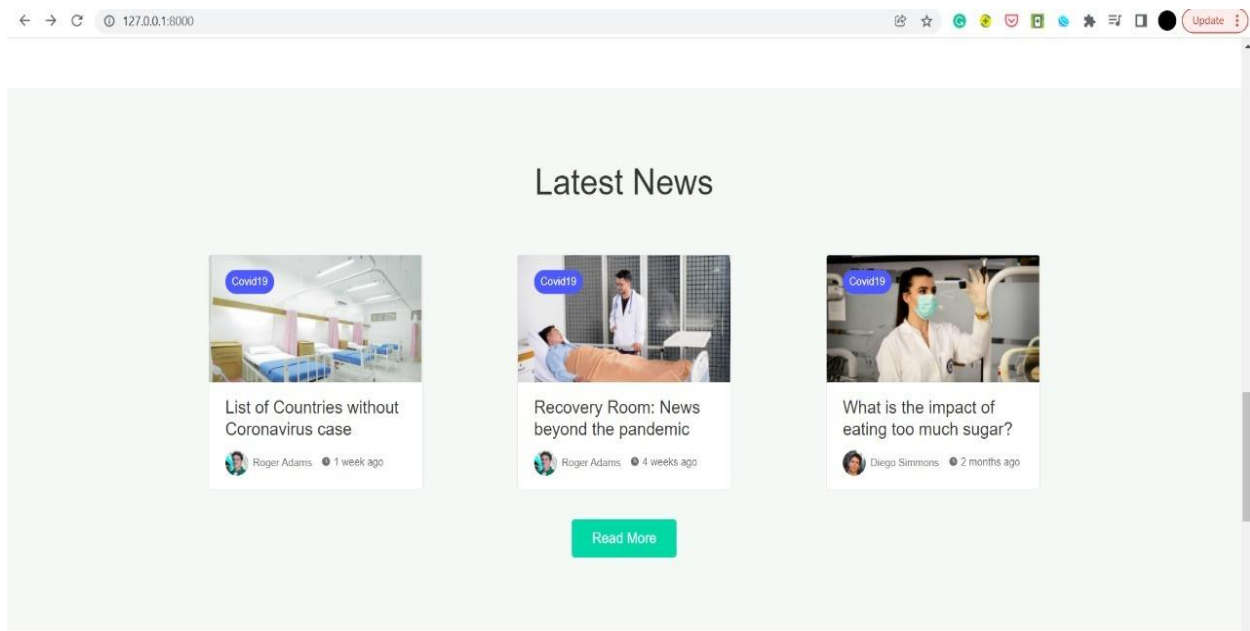 127.0.0.1:8000
Update
Latest News
Covid19
List of Countries without
Coronavirus case
Roger Adams 1 week ago
Covid19
Recovery Room: News
beyond the pandemic
Roger Adams 4 weeks ago
Covid19
What is the impact of
eating too much sugar?
Diego Simmons 2 months ago
Read More